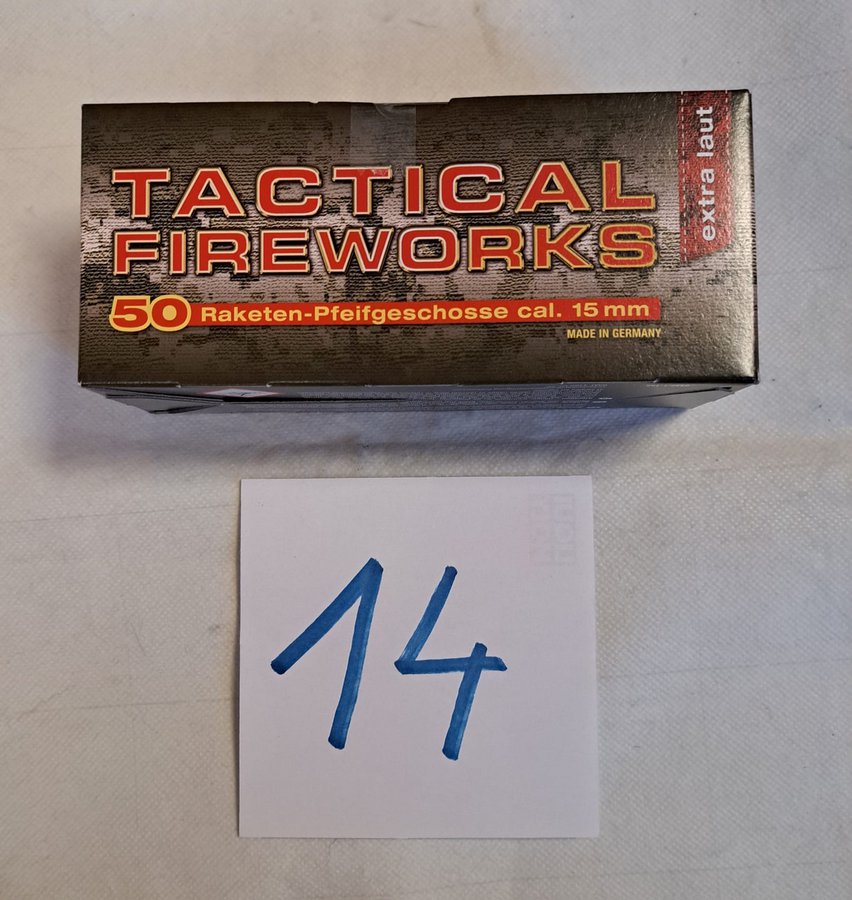 TACTICAL
FIREWORKS
50 Raketen-Pfeifgeschosse cal. 15 mm
MADE IN GERMANY
extra laut
14